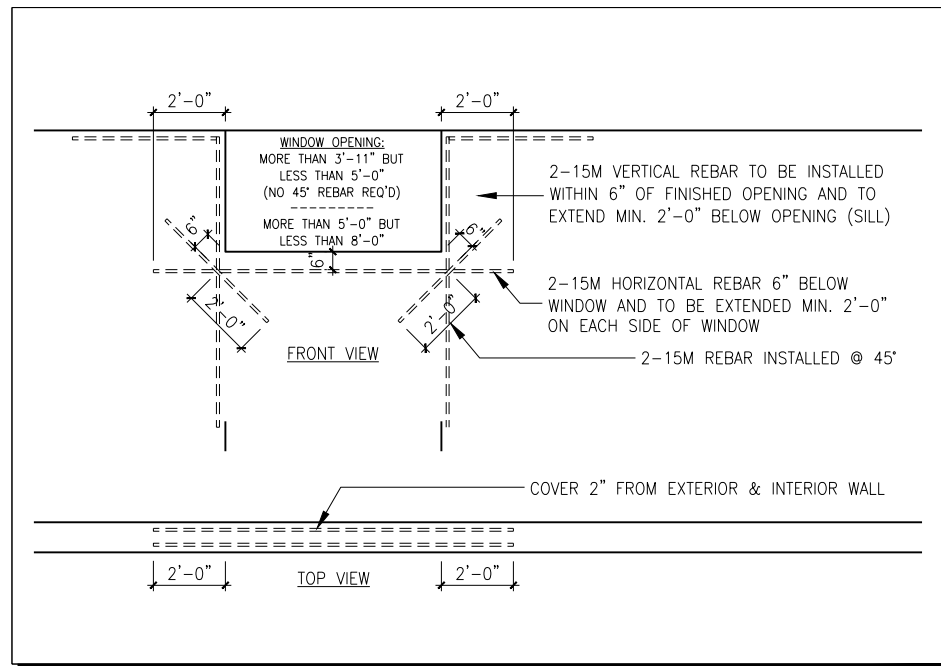 2'-0" 2'-0"
WINDOW OPENING:
MORE THAN 3'-11" BUT
LESS THAN 5'-0"
(NO 45° REBAR REQ'D)
MORE THAN 5'-0" BUT
LESS THAN 8'-0"
2-15M VERTICAL REBAR TO BE INSTALLED
WITHIN 6" OF FINISHED OPENING AND TO
EXTEND MIN. 2'-0" BELOW OPENING (SILL)
6" 6"
6"
2-15M HORIZONTAL REBAR 6" BELOW
WINDOW AND TO BE EXTENDED MIN. 2'-0"
ON EACH SIDE OF WINDOW
2'-0" 2'-0"
FRONT VIEW
2-15M REBAR INSTALLED @ 45°
COVER 2" FROM EXTERIOR & INTERIOR WALL
2'-0" 2'-0"
TOP VIEW